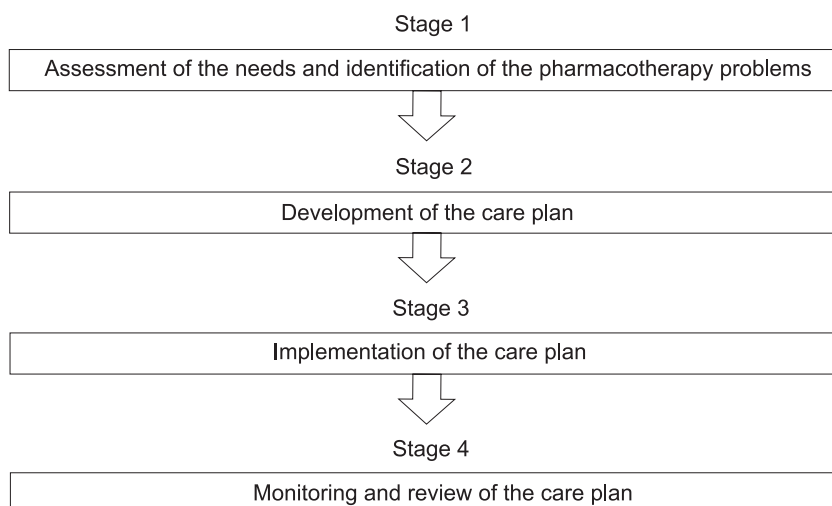 Stage 1
Assessment of the needs and identification of the pharmacotherapy problems
Stage 2
Development of the care plan
Stage 3
Implementation of the care plan
Stage 4
Monitoring and review of the care plan